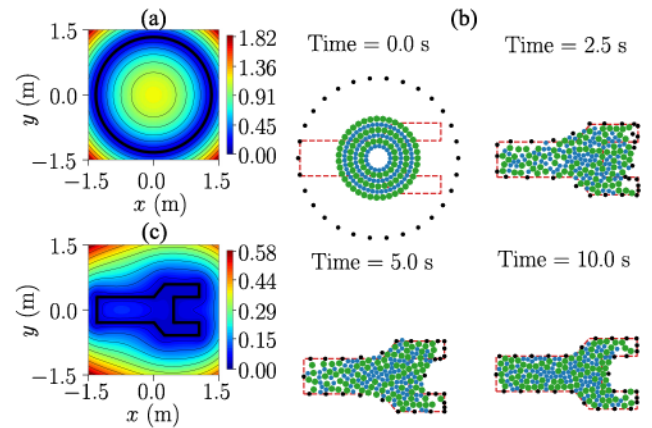 (a)
(b)
1.5
0.0
−1.5
y (m)
−1.5 0.0 1.5
x (m)
1.82
1.36
0.91
0.45
0.00
Time = 0.0 s
Time = 2.5 s
(c)
1.5
0.0
−1.5
y (m)
−1.5 0.0 1.5
x (m)
0.58
0.44
0.29
0.15
0.00
Time = 5.0 s
Time = 10.0 s